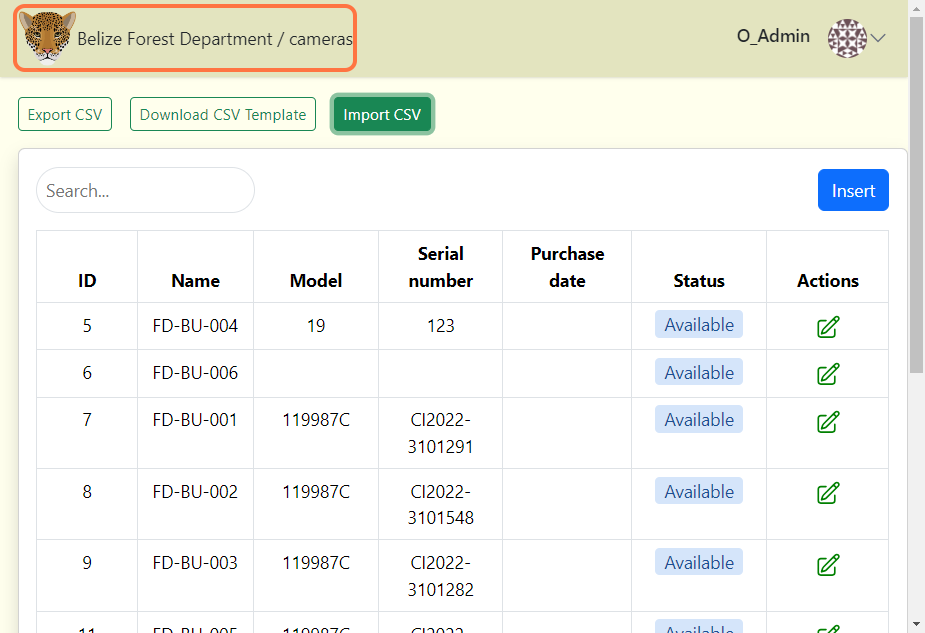 Belize Forest Department / cameras
O_Admin
Export CSV
Download CSV Template
Import CSV
Search...
Insert
ID Name Model Serial number Purchase date Status Actions
5 FD-BU-004 19 123 Available
6 FD-BU-006 Available
7 FD-BU-001 119987C CI2022-3101291 Available
8 FD-BU-002 119987C CI2022-3101548 Available
9 FD-BU-003 119987C CI2022-3101282 Available
11 FD-BU-005 119987C CI2022- Available